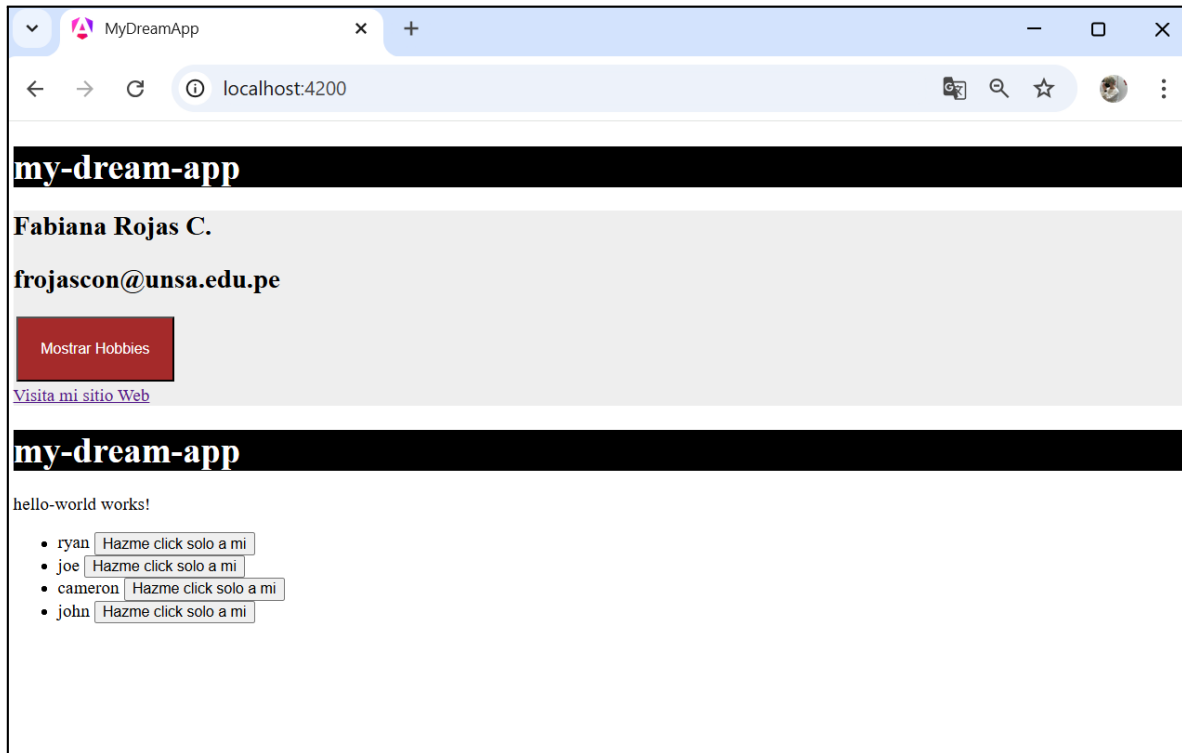 MyDreamApp
localhost:4200
my-dream-app
Fabiana Rojas C.
frojascon@unsa.edu.pe
Mostrar Hobbies
Visita mi sitio Web
my-dream-app
hello-world works!
ryan Hazme click solo a mi
joe Hazme click solo a mi
cameron Hazme click solo a mi
john Hazme click solo a mi